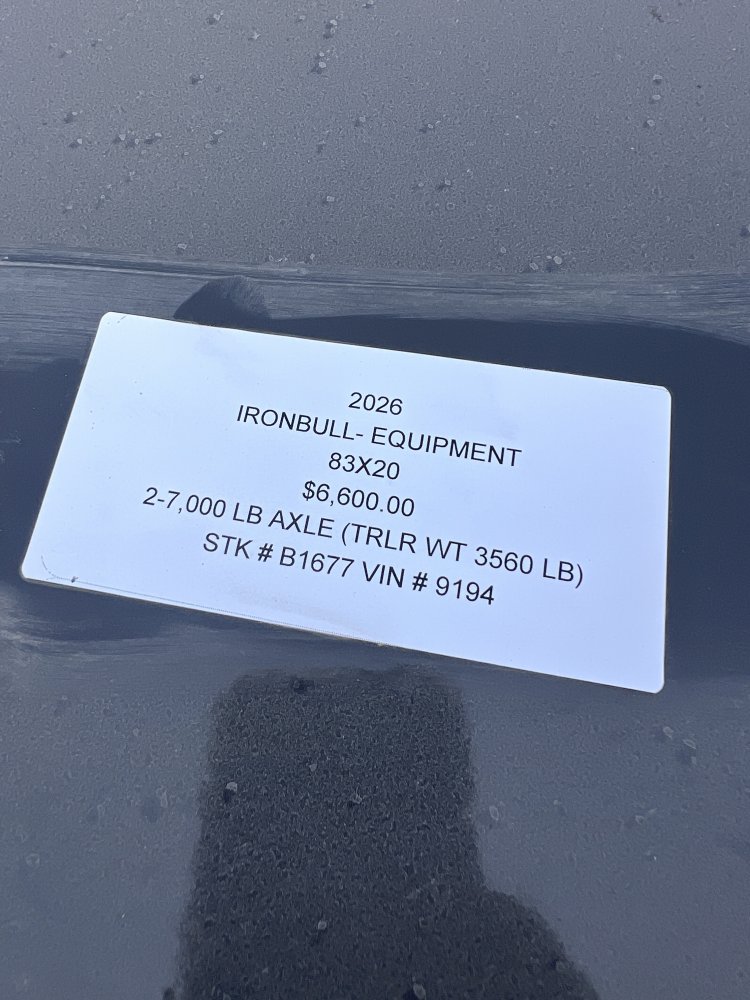 2026
IRONBULL- EQUIPMENT
83X20
$6,600.00
2-7,000 LB AXLE (TRLR WT 3560 LB)
STK # B1677 VIN # 9194